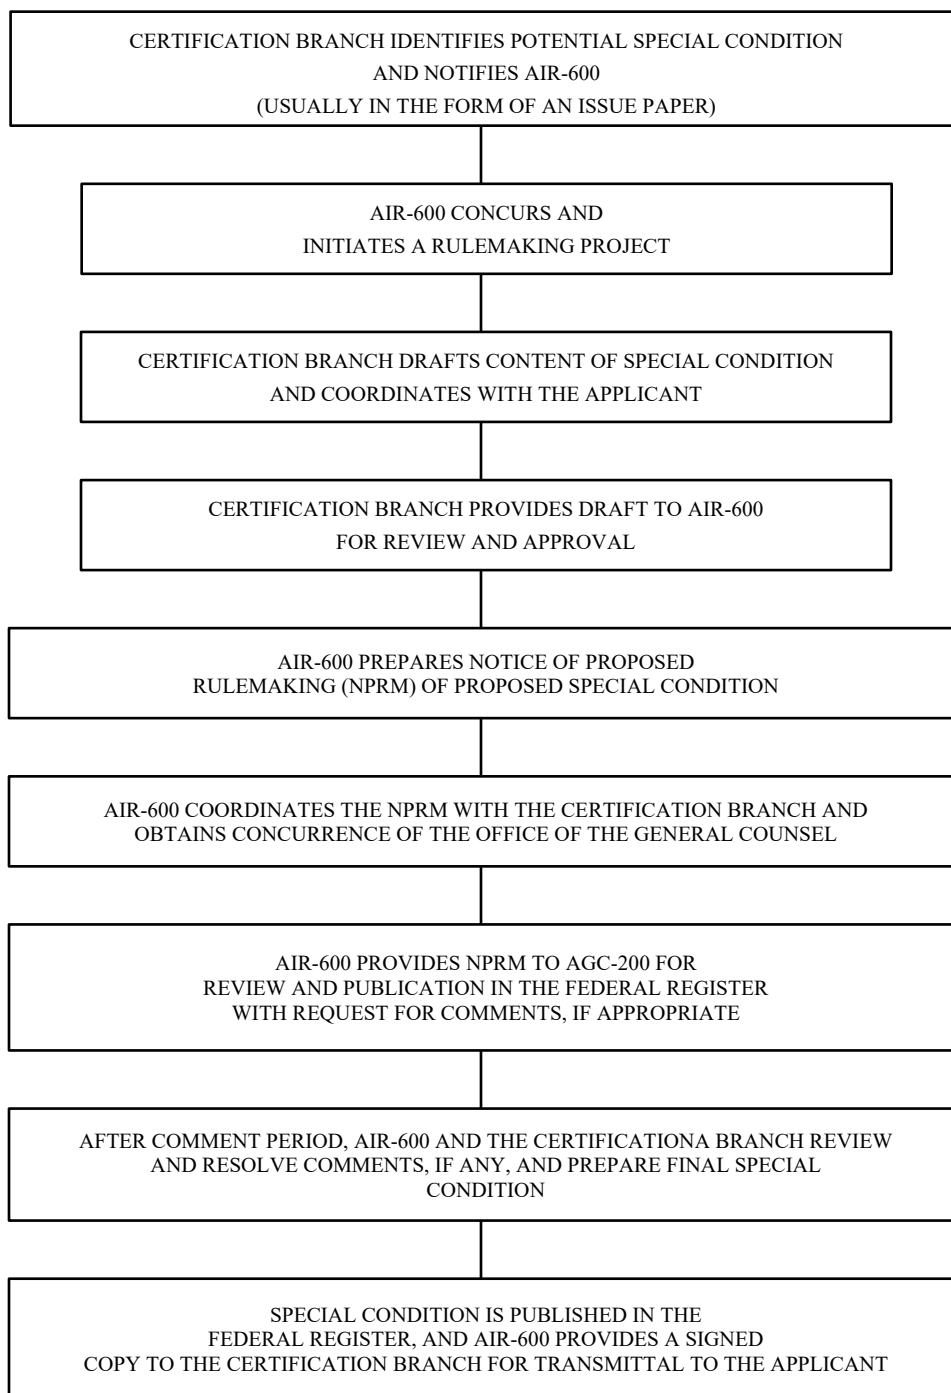 CERTIFICATION BRANCH IDENTIFIES POTENTIAL SPECIAL CONDITION
AND NOTIFIES AIR-600
(USUALLY IN THE FORM OF AN ISSUE PAPER)
AIR-600 CONCURS AND
INITIATES A RULEMAKING PROJECT
CERTIFICATION BRANCH DRAFTS CONTENT OF SPECIAL CONDITION
AND COORDINATES WITH THE APPLICANT
CERTIFICATION BRANCH PROVIDES DRAFT TO AIR-600
FOR REVIEW AND APPROVAL
AIR-600 PREPARES NOTICE OF PROPOSED
RULEMAKING (NPRM) OF PROPOSED SPECIAL CONDITION
AIR-600 COORDINATES THE NPRM WITH THE CERTIFICATION BRANCH AND
OBTAINS CONCURRENCE OF THE OFFICE OF THE GENERAL COUNSEL
AIR-600 PROVIDES NPRM TO AGC-200 FOR
REVIEW AND PUBLICATION IN THE FEDERAL REGISTER
WITH REQUEST FOR COMMENTS, IF APPROPRIATE
AFTER COMMENT PERIOD, AIR-600 AND THE CERTIFICATIONA BRANCH REVIEW
AND RESOLVE COMMENTS, IF ANY, AND PREPARE FINAL SPECIAL
CONDITION
SPECIAL CONDITION IS PUBLISHED IN THE
FEDERAL REGISTER, AND AIR-600 PROVIDES A SIGNED
COPY TO THE CERTIFICATION BRANCH FOR TRANSMITTAL TO THE APPLICANT